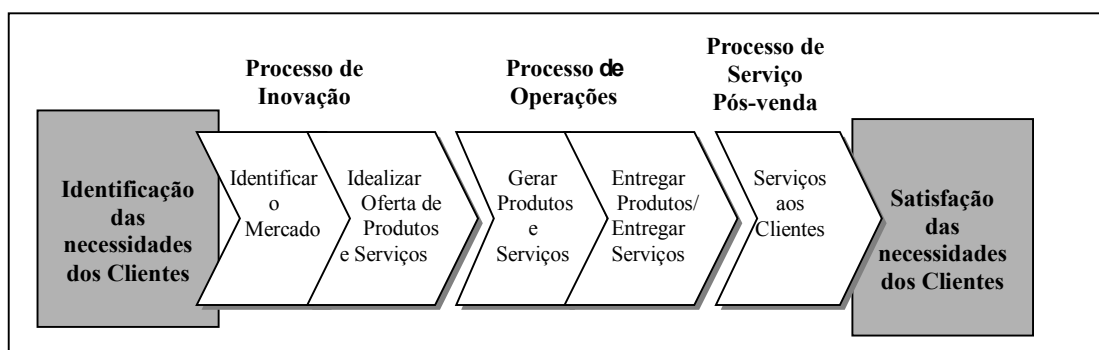 Processo de
Inovação
Processo de
Operações
Processo de
Serviço
Pós-venda
Identificação
das
necessidades
dos Clientes
Identificar
o
Mercado
Idealizar
Oferta de
Produtos
e Serviços
Gerar
Produtos
e
Serviços
Entregar
Produtos/
Entregar
Serviços
Serviços
aos
Clientes
Satisfação
das
necessidades
dos Clientes